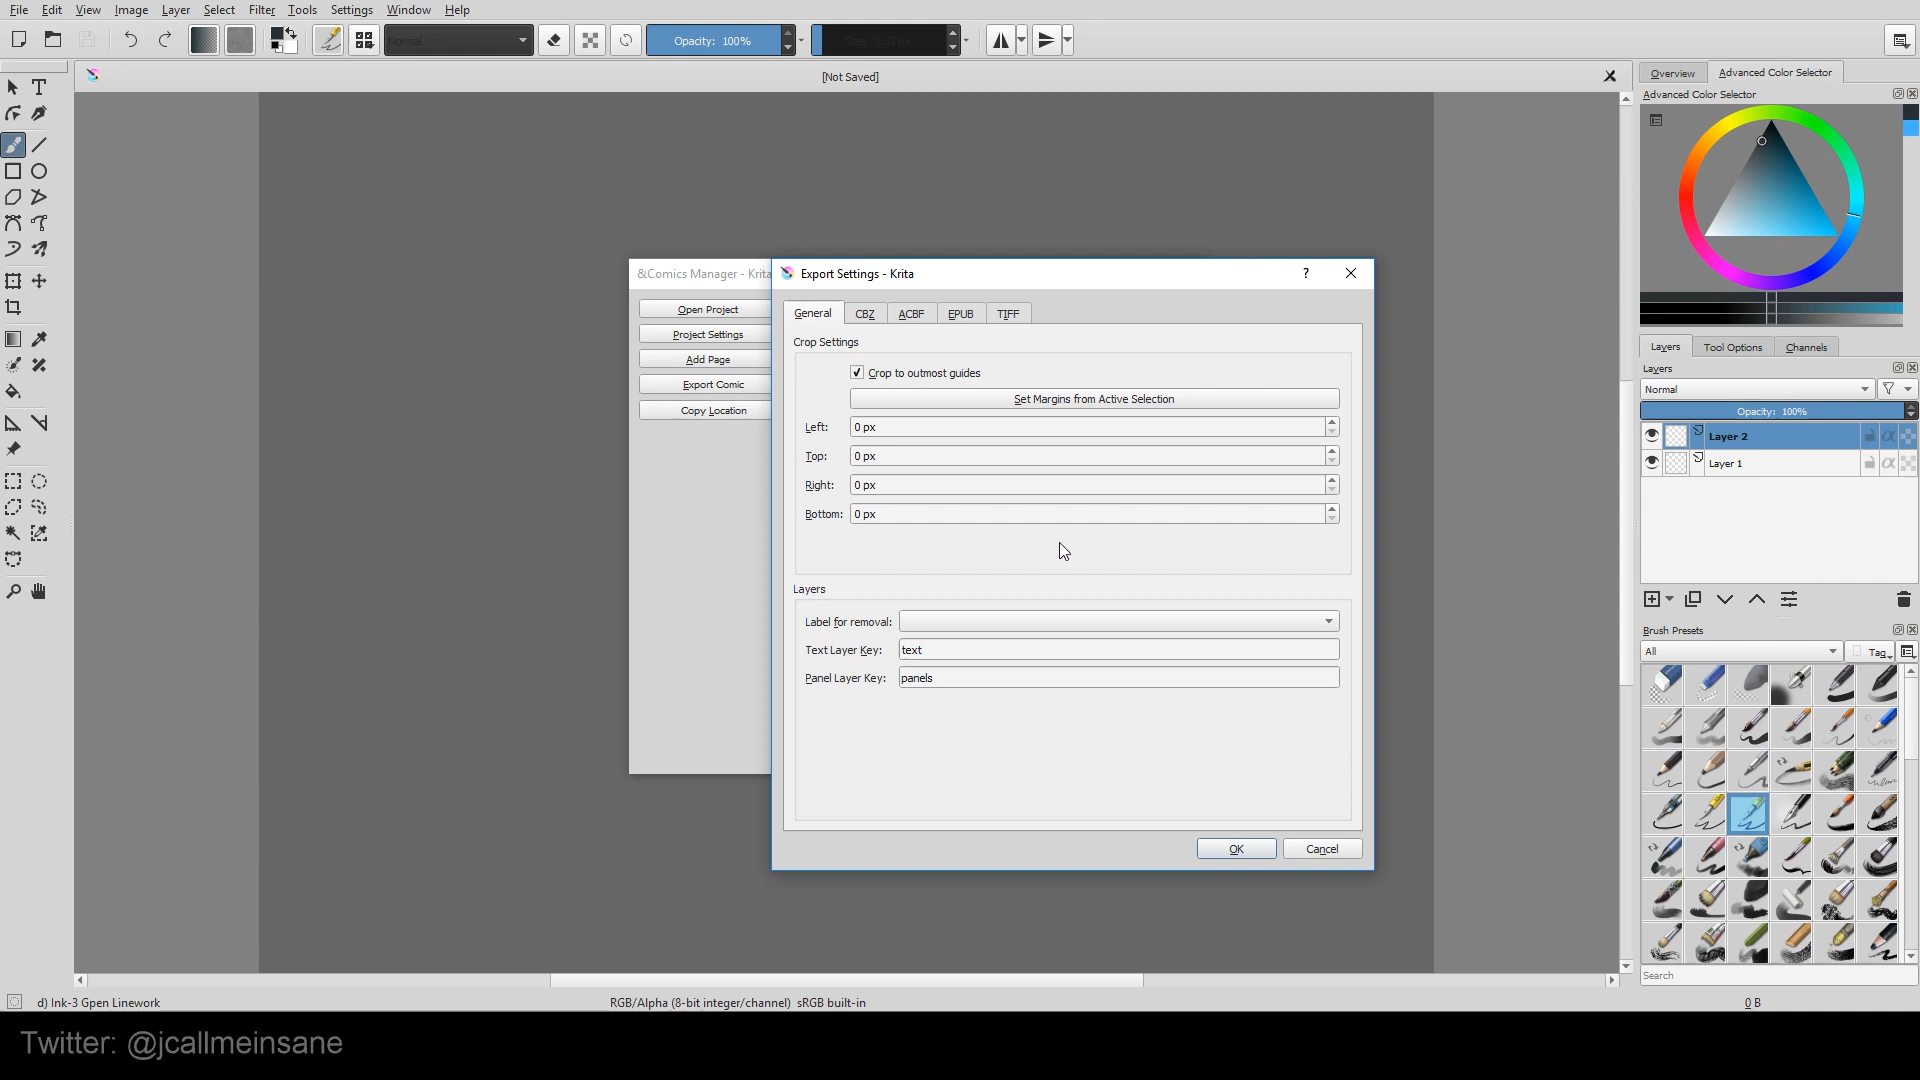 File Edit View Image Layer Select Filter Tools Settings Window Help
Normal
Opacity: 100%
[Not Saved]
Overview
Advanced Color Selector
Advanced Color Selector
&Comics Manager - Krita
Open Project
Project Settings
Add Page
Export Comic
Copy Location
Export Settings - Krita
?
General
CBZ
ACBF
EPUB
TIFF
Crop Settings
Crop to outmost guides
Set Margins from Active Selection
Left: 0 px
Top: 0 px
Right: 0 px
Bottom: 0 px
Layers
Label for removal:
Text Layer Key: text
Panel Layer Key: panels
OK
Cancel
Layers
Tool Options
Channels
Layers
Normal
Opacity: 100%
Layer 2
Layer 1
Brush Presets
All
Tag
Search
d) Ink-3 Gpen Linework
RGB/Alpha (8-bit integer/channel) sRGB built-in
0 B
Twitter: @jcallmeinsane